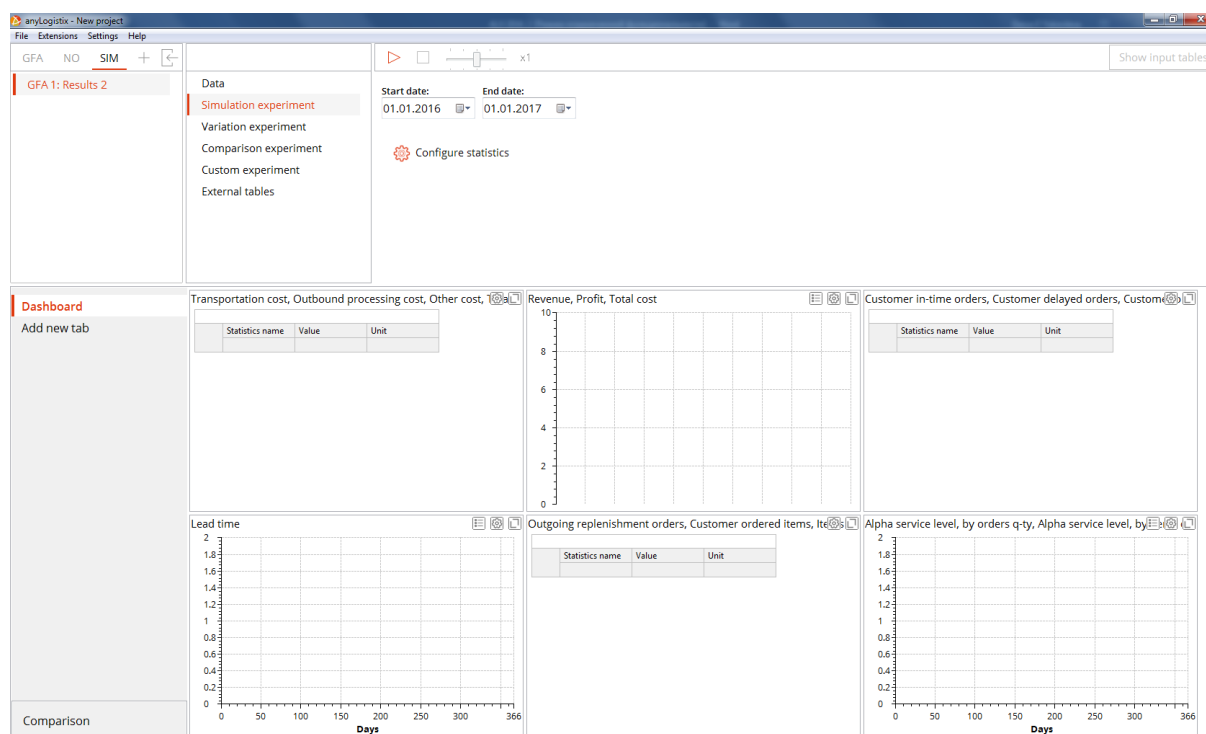 anyLogistix - New project
File Extensions Settings Help
GFA NO SIM
x1
Show input tables
GFA 1: Results 2
Data
Simulation experiment
Variation experiment
Comparison experiment
Custom experiment
External tables
Start date: End date:
01.01.2016 01.01.2017
Configure statistics
Dashboard
Add new tab
Comparison
Transportation cost, Outbound processing cost, Other cost,
Statistics name Value Unit
Revenue, Profit, Total cost
10
8
6
4
2
0
Customer in-time orders, Customer delayed orders,
Statistics name Value Unit
Lead time
2
1.8
1.6
1.4
1.2
1
0.8
0.6
0.4
0.2
0
0 50 100 150 200 250 300 366
Days
Outgoing replenishment orders, Customer ordered items,
Statistics name Value Unit
Alpha service level, by orders q-ty, Alpha service level, by
2
1.8
1.6
1.4
1.2
1
0.8
0.6
0.4
0.2
0
0 50 100 150 200 250 300 366
Days